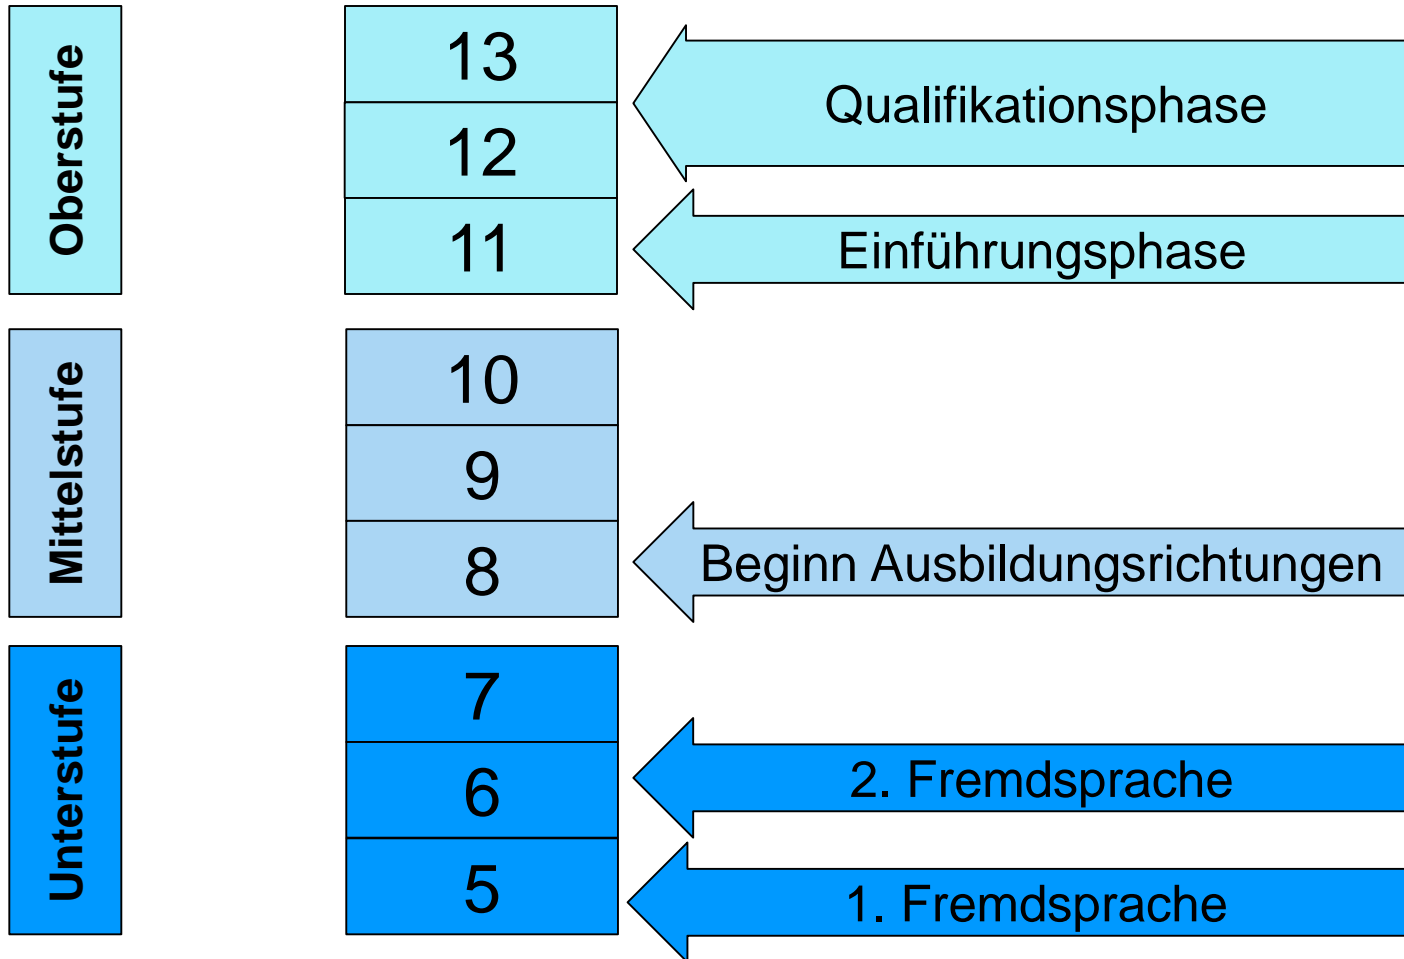 Oberstufe
13
12
11
Qualifikationsphase
Einführungsphase
Mittelstufe
10
9
8
Beginn Ausbildungsrichtungen
Unterstufe
7
6
5
2. Fremdsprache
1. Fremdsprache